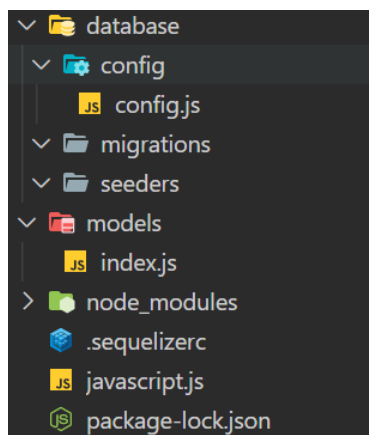 database
config
JS config.js
migrations
seeders
models
JS index.js
node_modules
.sequelizerc
JS javascript.js
package-lock.json